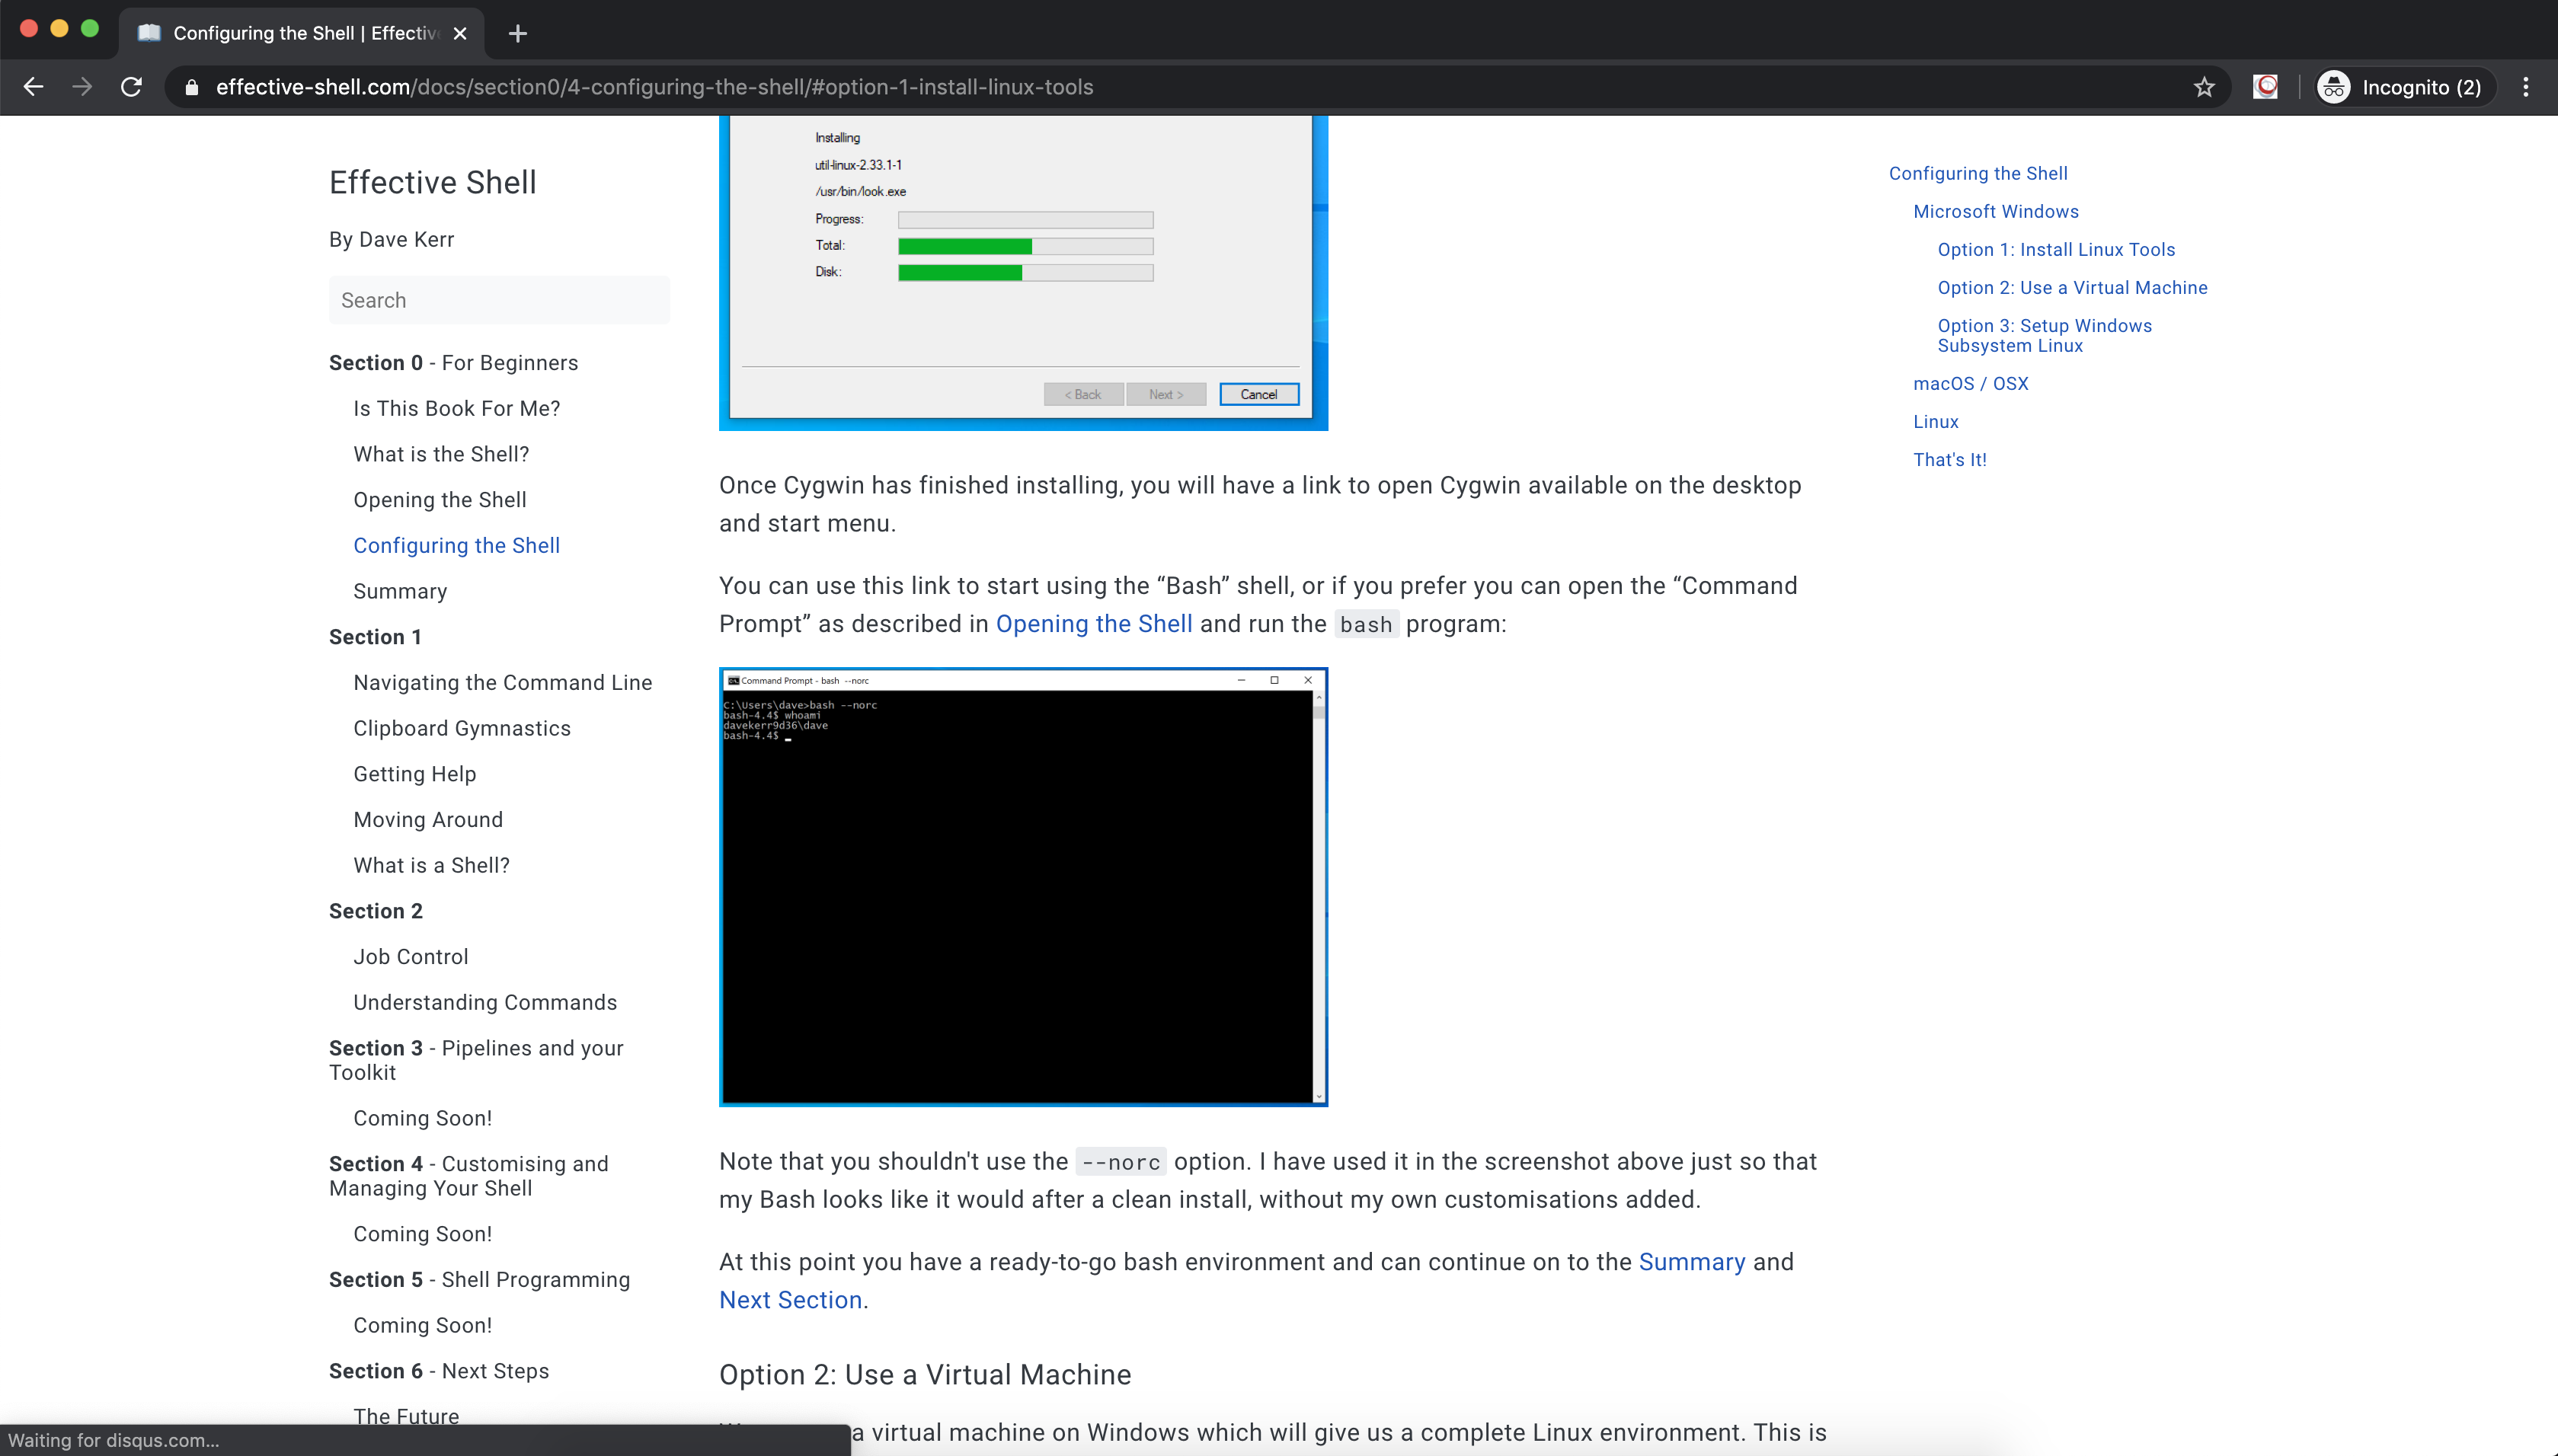 Configuring the Shell | Effectiv
effective-shell.com/docs/section0/4-configuring-the-shell/#option-1-install-linux-tools
Incognito (2)
Effective Shell
By Dave Kerr
Search
Section 0 - For Beginners
Is This Book For Me?
What is the Shell?
Opening the Shell
Configuring the Shell
Summary
Section 1
Navigating the Command Line
Clipboard Gymnastics
Getting Help
Moving Around
What is a Shell?
Section 2
Job Control
Understanding Commands
Section 3 - Pipelines and your
Toolkit
Coming Soon!
Section 4 - Customising and
Managing Your Shell
Coming Soon!
Section 5 - Shell Programming
Coming Soon!
Section 6 - Next Steps
The Future
Waiting for disqus.com...
Installing
util-linux-2.33.1-1
/usr/bin/look.exe
Progress:
Total:
Disk:
< Back
Next >
Cancel
Once Cygwin has finished installing, you will have a link to open Cygwin available on the desktop
and start menu.
You can use this link to start using the “Bash” shell, or if you prefer you can open the “Command
Prompt” as described in Opening the Shell and run the bash program:
Command Prompt - bash --norc
C:\Users\dave>bash --norc
bash-4.4$ whoami
davekerr9d36\dave
bash-4.4$
Note that you shouldn't use the --norc option. I have used it in the screenshot above just so that
my Bash looks like it would after a clean install, without my own customisations added.
At this point you have a ready-to-go bash environment and can continue on to the Summary and
Next Section.
Option 2: Use a Virtual Machine
a virtual machine on Windows which will give us a complete Linux environment. This is
Configuring the Shell
Microsoft Windows
Option 1: Install Linux Tools
Option 2: Use a Virtual Machine
Option 3: Setup Windows
Subsystem Linux
macOS / OSX
Linux
That's It!